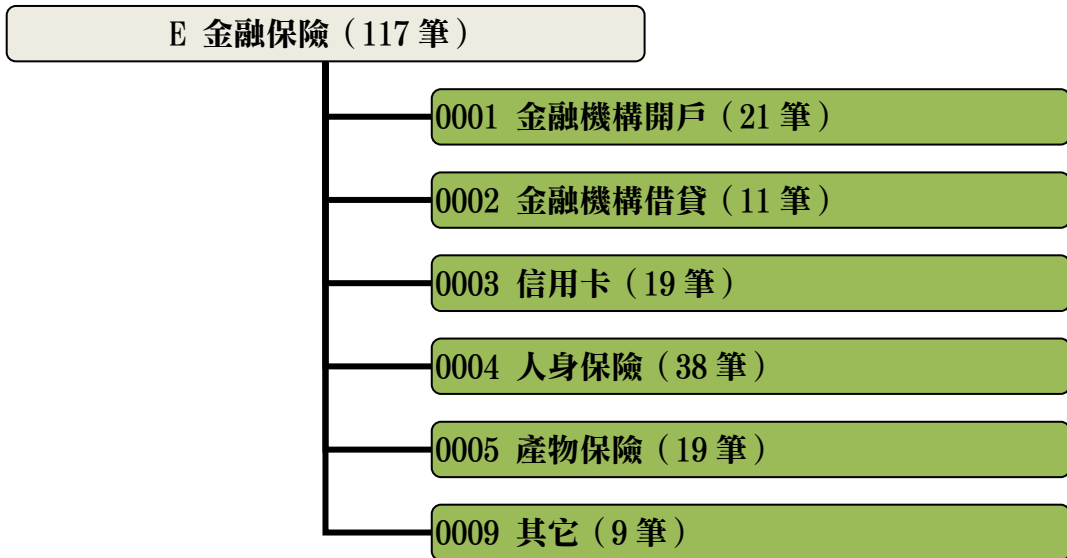 E 金融保險（117 筆）
0001 金融機構開戶（21 筆）
0002 金融機構借貸（11 筆）
0003 信用卡（19 筆）
0004 人身保險（38 筆）
0005 產物保險（19 筆）
0009 其它（9 筆）